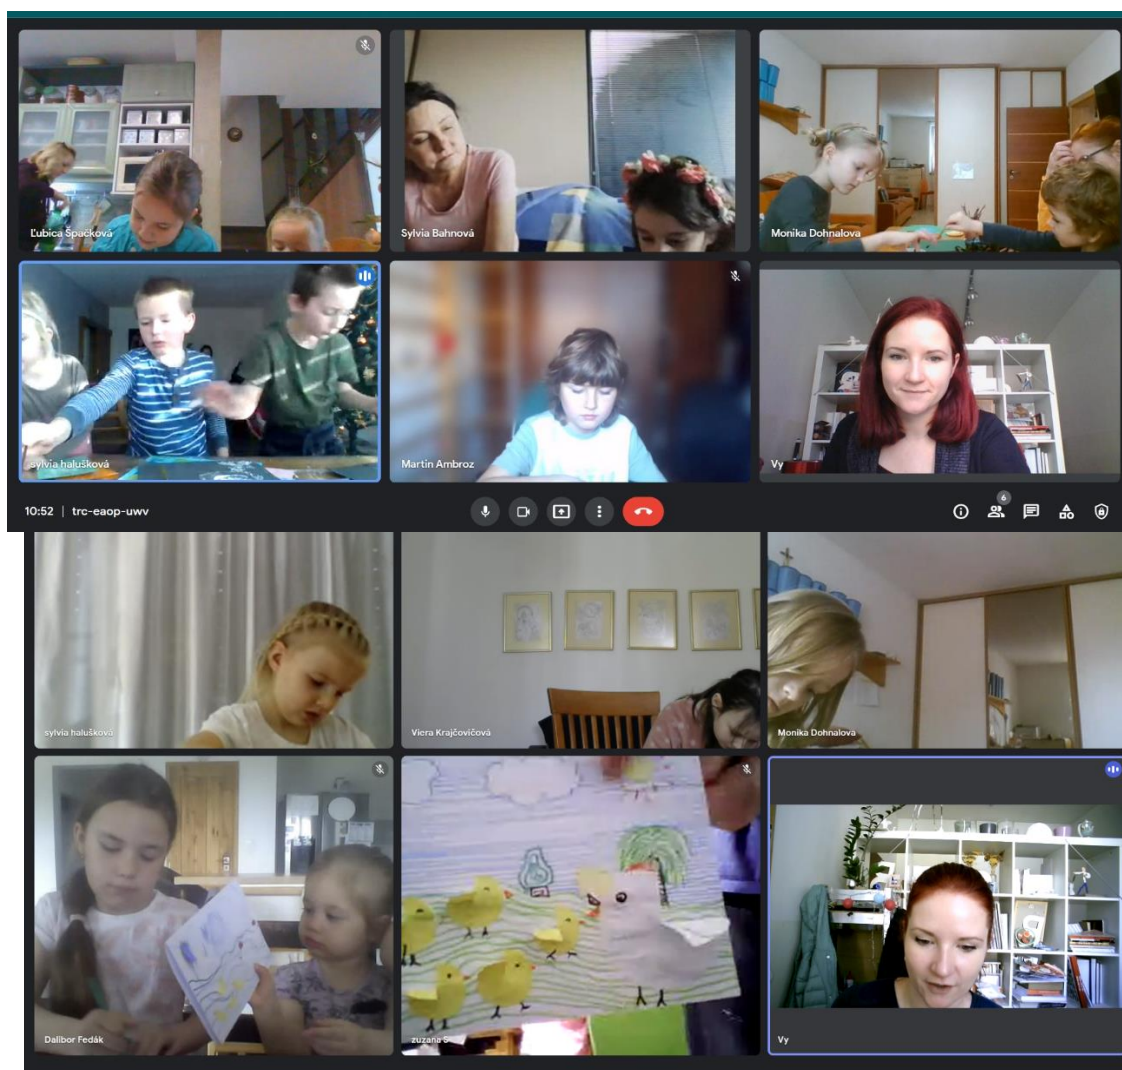 Ľubica Špačková
Sylvia Bahnová
Monika Dohnalova
sylvia halušková
Martin Ambroz
Vy
10:52 | trc-eaop-uwv
6
sylvia halušková
Viera Krajčovičová
Monika Dohnalova
Dalibor Fedák
zuzana S
Vy